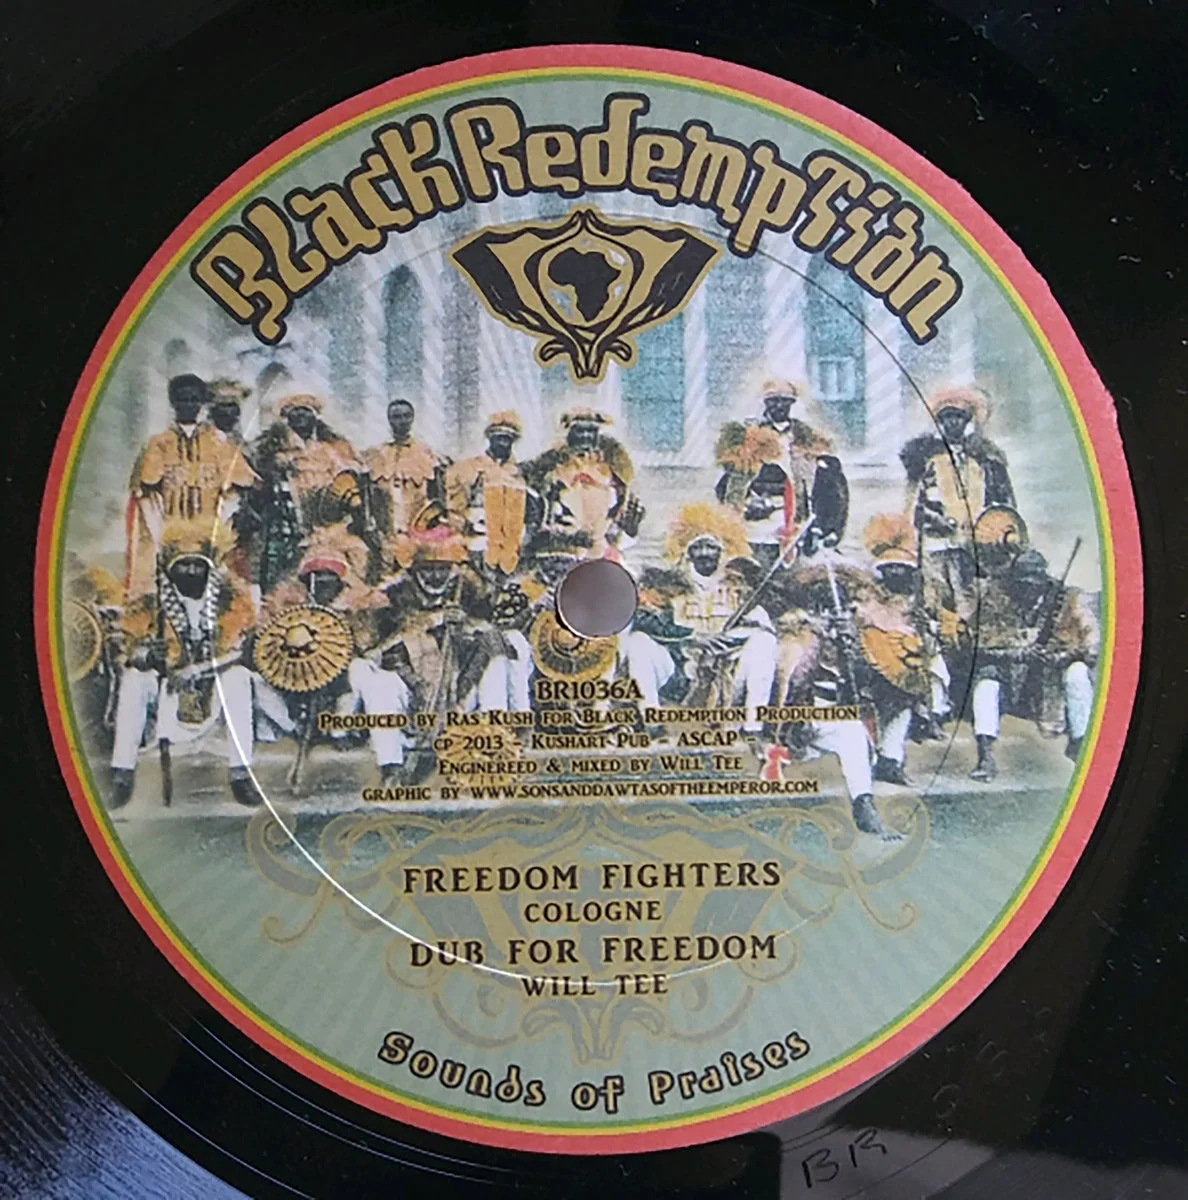 Black Redemption
BR1036A
Produced by Ras Kush for Black Redemption Production
cp 2013 - Kushart Pub - ASCAP -
Enginereed & mixed by Will Tee
graphic by www.sonsanddawtasoftheemperor.com
FREEDOM FIGHTERS
COLOGNE
DUB FOR FREEDOM
WILL TEE
Sounds of Praises
BR